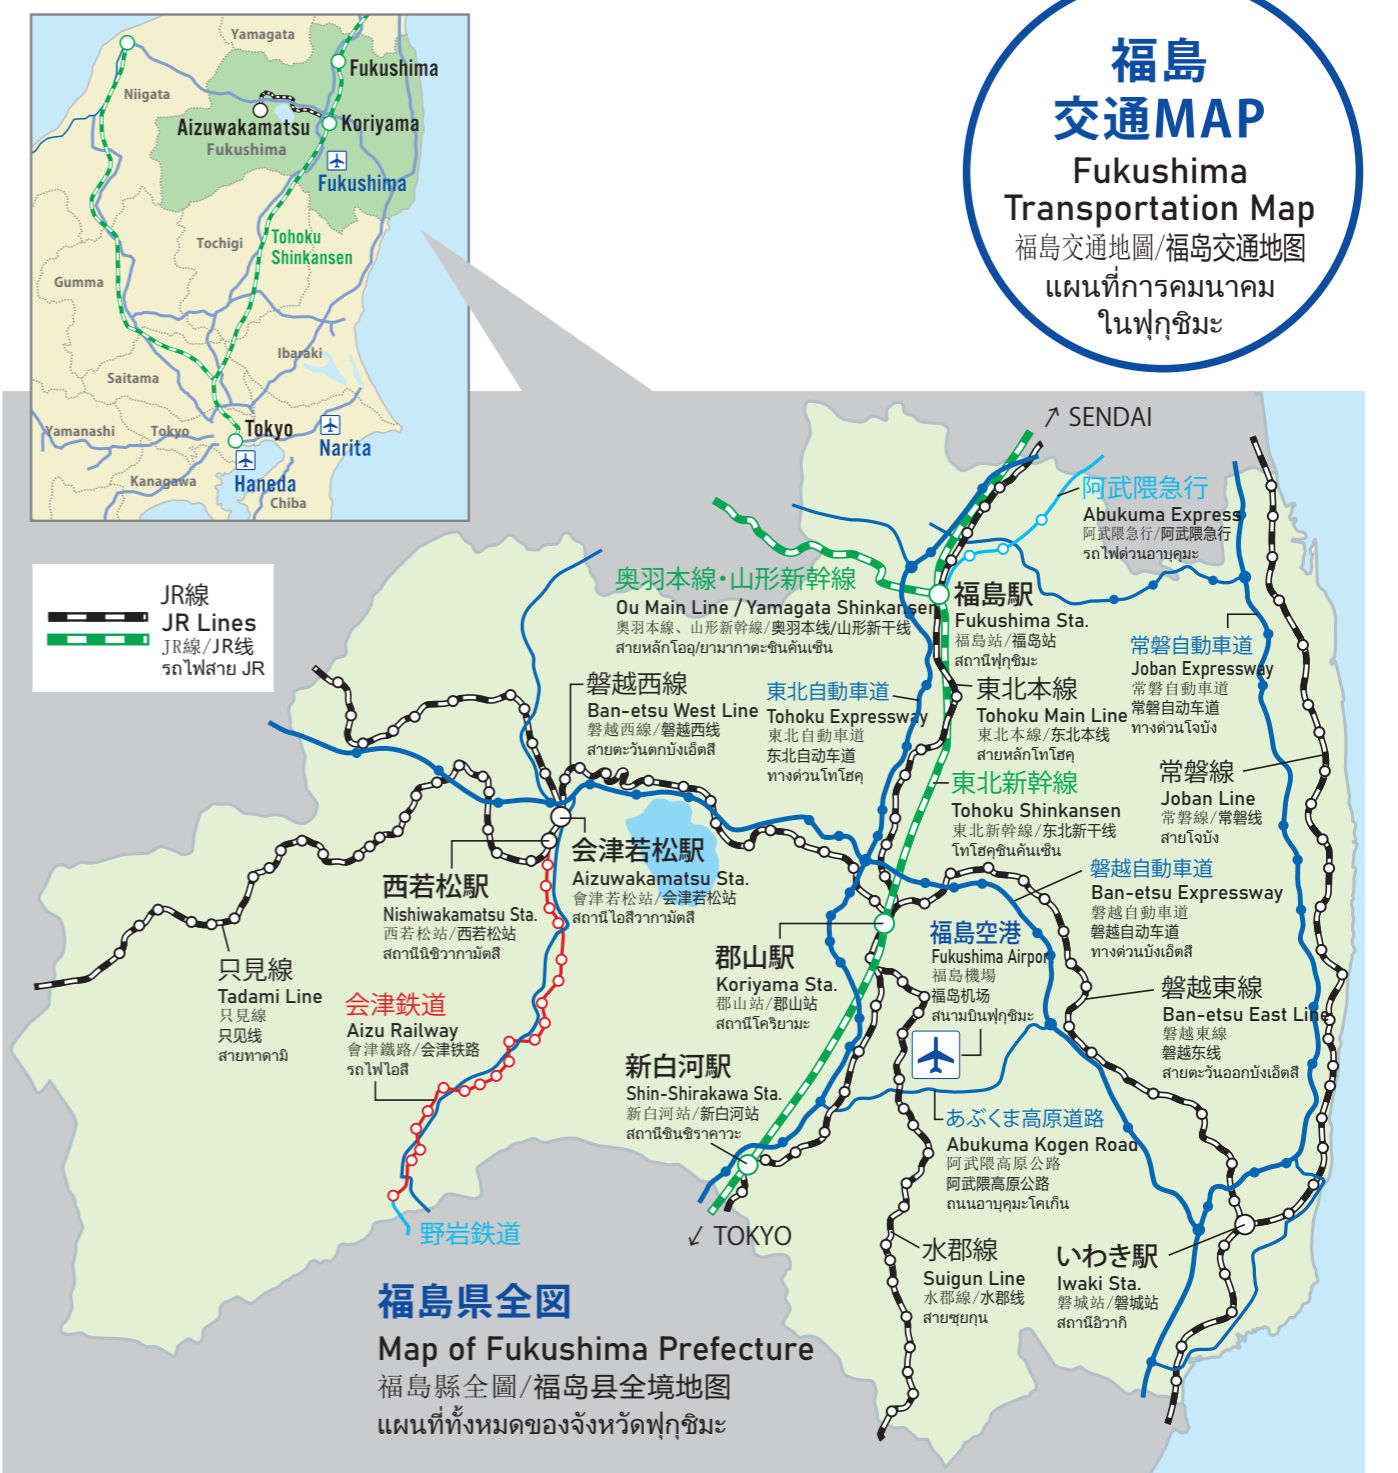 福島
交通MAP
Fukushima
Transportation Map
福島交通地圖/福岛交通地图
แผนที่การคมนาคม
ในฟุกุชิมะ
Yamagata
Fukushima
Niigata
Aizuwakamatsu
Koriyama
Fukushima
Fukushima
Tochigi
Tohoku
Shinkansen
Gumma
Ibaraki
Saitama
Yamanashi
Tokyo
Tokyo
Narita
Kanagawa
Haneda
Chiba
JR線
JR Lines
JR線/JR线
รถไฟสาย JR
↗ SENDAI
阿武隈急行
Abukuma Express
阿武隈急行/阿武隈急行
รถไฟด่วนอาบุคุมะ
奥羽本線・山形新幹線
Ou Main Line / Yamagata Shinkansen
奧羽本線、山形新幹線/奥羽本线/山形新干线
สายหลักโออุ/ยามากาตะชินคันเซ็น
福島駅
Fukushima Sta.
福島站/福岛站
สถานีฟุกุชิมะ
常磐自動車道
Joban Expressway
常磐自動車道
常磐自动车道
ทางด่วนโจบัง
磐越西線
Ban-etsu West Line
磐越西線/磐越西线
สายตะวันตกบังเอ็ตสึ
東北自動車道
Tohoku Expressway
東北自動車道
东北自动车道
ทางด่วนโทโฮคุ
東北本線
Tohoku Main Line
東北本線/东北本线
สายหลักโทโฮคุ
東北新幹線
Tohoku Shinkansen
東北新幹線/东北新干线
โทโฮคุชินคันเซ็น
常磐線
Joban Line
常磐線/常磐线
สายโจบัง
会津若松駅
Aizuwakamatsu Sta.
會津若松站/会津若松站
สถานีไอสึวากามัตสึ
西若松駅
Nishiwakamatsu Sta.
西若松站/西若松站
สถานีนิชิวากามัตสึ
磐越自動車道
Ban-etsu Expressway
磐越自動車道
磐越自动车道
ทางด่วนบังเอ็ตสึ
福島空港
Fukushima Airpor
福島機場
福岛机场
สนามบินฟุกุชิมะ
郡山駅
Koriyama Sta.
郡山站/郡山站
สถานีโคริยามะ
只見線
Tadami Line
只見線
只见线
สายทาดามิ
会津鉄道
Aizu Railway
會津鐵路/会津铁路
รถไฟไอสึ
磐越東線
Ban-etsu East Line
磐越東線
磐越东线
สายตะวันออกบังเอ็ตสึ
新白河駅
Shin-Shirakawa Sta.
新白河站/新白河站
สถานีชินชิราคาวะ
あぶくま高原道路
Abukuma Kogen Road
阿武隈高原公路
阿武隈高原公路
ถนนอาบุคุมะโคเก็น
野岩鉄道
↙ TOKYO
水郡線
Suigun Line
水郡線/水郡线
สายซุยกุน
いわき駅
Iwaki Sta.
磐城站/磐城站
สถานีอิวากิ
福島県全図
Map of Fukushima Prefecture
福島縣全圖/福岛县全境地图
แผนที่ทั้งหมดของจังหวัดฟุกุชิมะ